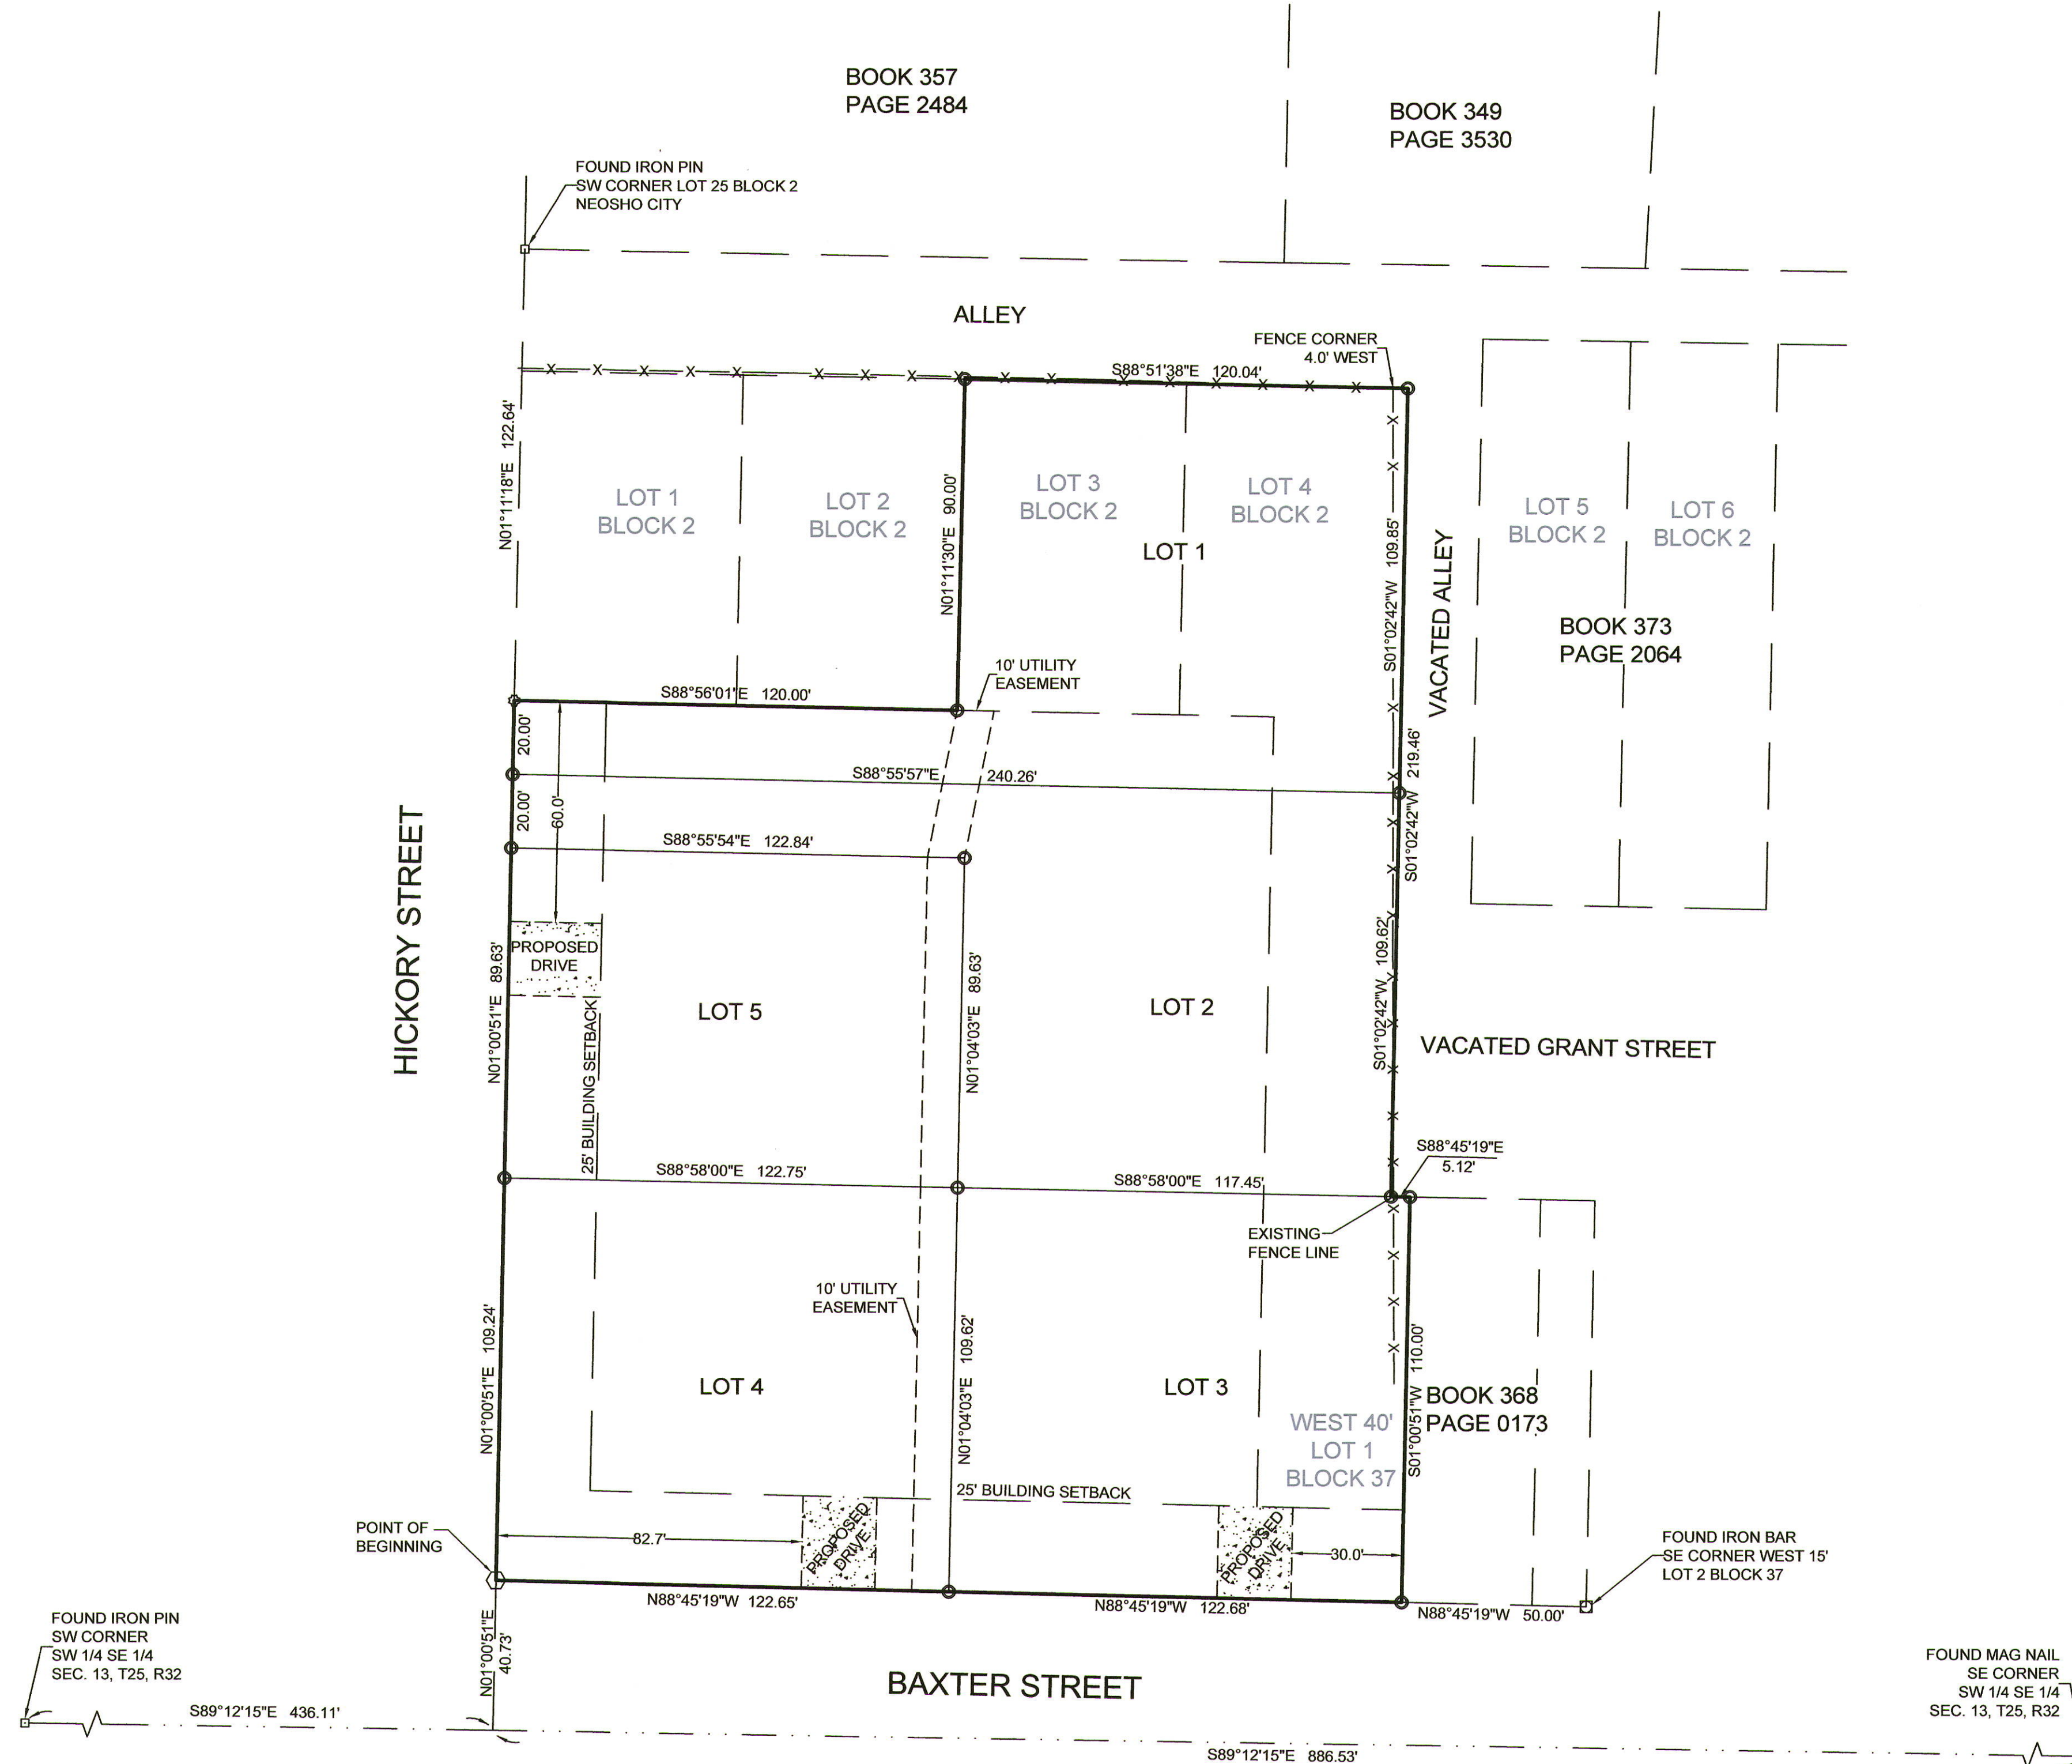 BOOK 357
PAGE 2484
BOOK 349
PAGE 3530
FOUND IRON PIN
SW CORNER LOT 25 BLOCK 2
NEOSHO CITY
ALLEY
FENCE CORNER
4.0' WEST
S88°51'38"E 120.04'
N01°11'18"E 122.64'
LOT 1
BLOCK 2
LOT 2
BLOCK 2
N01°11'30"E 90.00'
LOT 3
BLOCK 2
LOT 4
BLOCK 2
LOT 1
S01°02'42"W 109.85'
VACATED ALLEY
LOT 5
BLOCK 2
LOT 6
BLOCK 2
BOOK 373
PAGE 2064
10' UTILITY
EASEMENT
S88°56'01'E 120.00'
20.00'
S88°55'57"E 240.26'
20.00'
60.0'
S88°55'54"E 122.84'
S01°02'42"W 219.46'
HICKORY STREET
PROPOSED
DRIVE
N01°00'51"E 89.63'
25' BUILDING SETBACK
LOT 5
N01°04'03"E 89.63'
LOT 2
S01°02'42"W 109.62'
VACATED GRANT STREET
S88°58'00"E 122.75'
S88°58'00"E 117.45'
S88°45'19"E
5.12'
EXISTING
FENCE LINE
10' UTILITY
EASEMENT
N01°00'51"E 109.24'
LOT 4
N01°04'03"E 109.62'
LOT 3
S01°00'51"W 110.00'
BOOK 368
PAGE 0173
WEST 40'
LOT 1
BLOCK 37
25' BUILDING SETBACK
POINT OF
BEGINNING
82.7'
PROPOSED
DRIVE
PROPOSED
DRIVE
30.0'
FOUND IRON BAR
SE CORNER WEST 15'
LOT 2 BLOCK 37
N88°45'19"W 122.65'
N88°45'19"W 122.68'
N88°45'19"W 50.00'
FOUND IRON PIN
SW CORNER
SW 1/4 SE 1/4
SEC. 13, T25, R32
N01°00'51"E
40.73'
BAXTER STREET
FOUND MAG NAIL
SE CORNER
SW 1/4 SE 1/4
SEC. 13, T25, R32
S89°12'15"E 436.11'
S89°12'15"E 886.53'